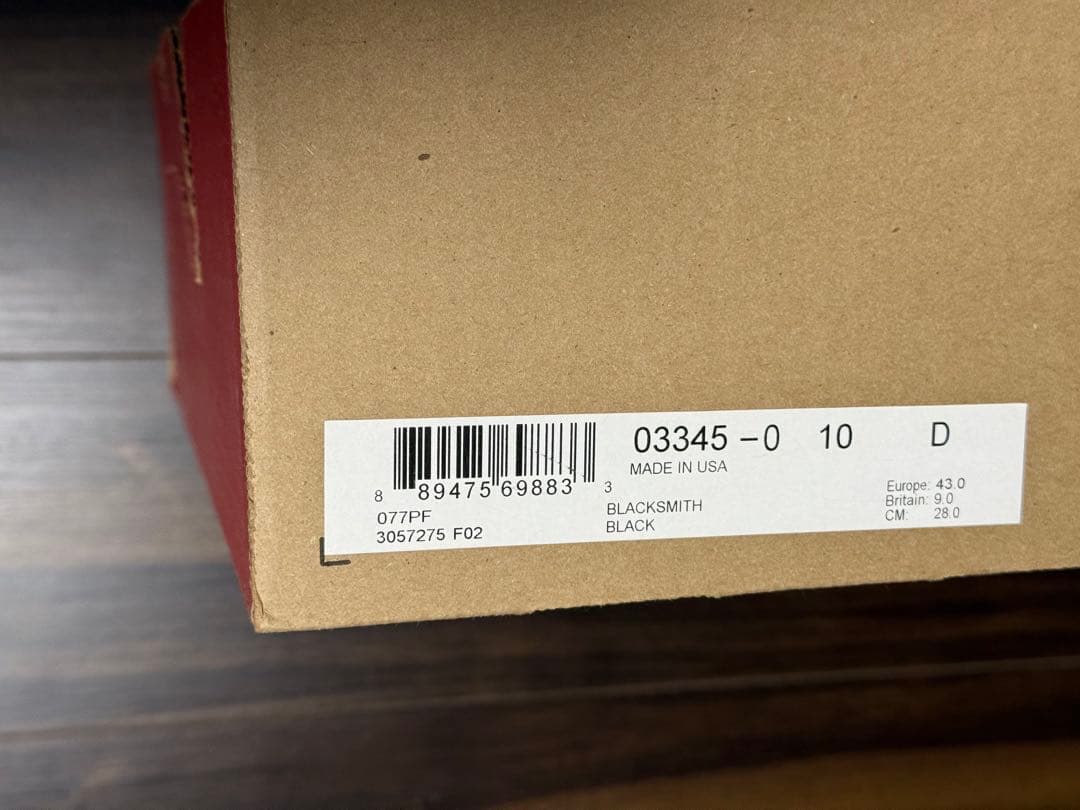 03345-0 10 D
MADE IN USA
8 89475 69883 3
077PF
3057275 F02
BLACKSMITH
BLACK
Europe: 43.0
Britain: 9.0
CM: 28.0